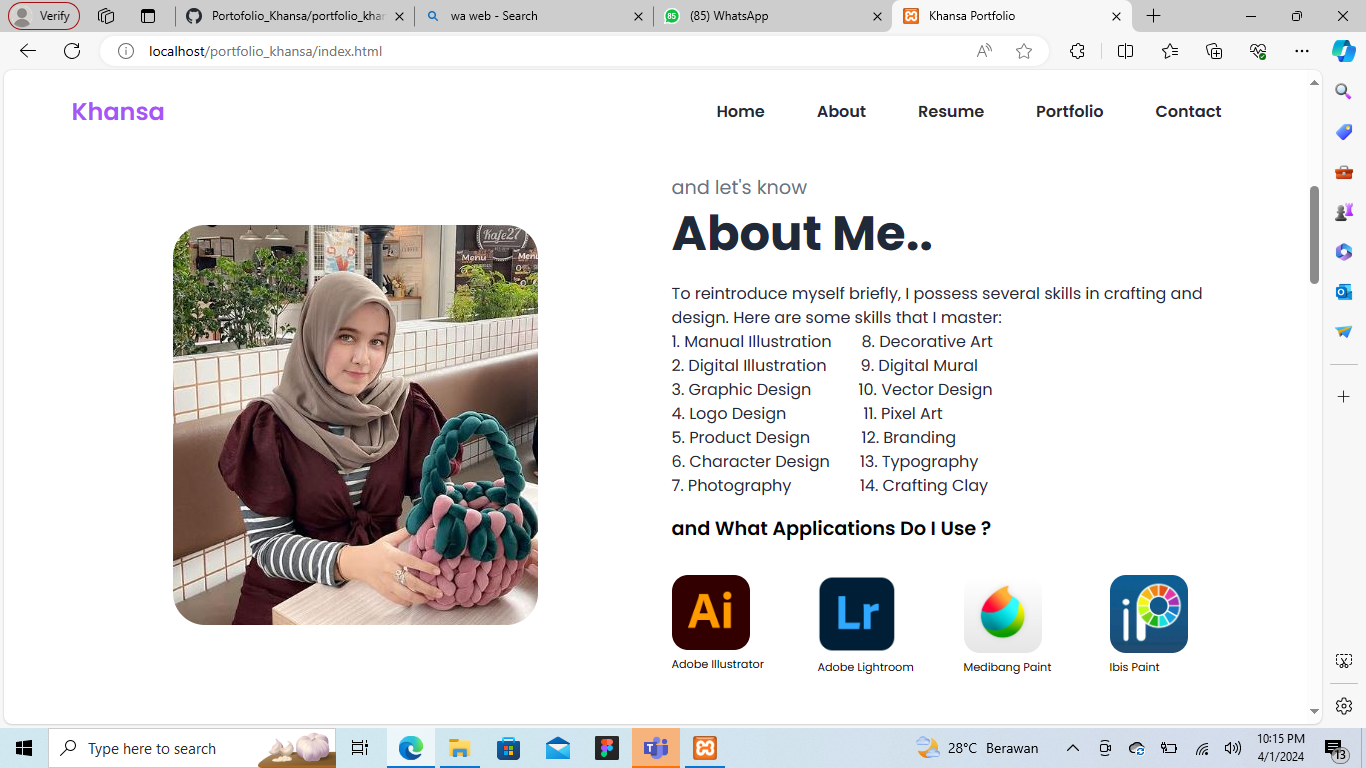 Verify
Portofolio_Khansa/portfolio_khan
wa web - Search
(85) WhatsApp
Khansa Portfolio
localhost/portfolio_khansa/index.html
Khansa
Home About Resume Portfolio Contact
and let's know
About Me..
Kafe27
Menu
Menu
To reintroduce myself briefly, I possess several skills in crafting and
design. Here are some skills that I master:
1. Manual Illustration 8. Decorative Art
2. Digital Illustration 9. Digital Mural
3. Graphic Design 10. Vector Design
4. Logo Design 11. Pixel Art
5. Product Design 12. Branding
6. Character Design 13. Typography
7. Photography 14. Crafting Clay
and What Applications Do I Use ?
Ai Lr iP
Adobe Illustrator Adobe Lightroom Medibang Paint Ibis Paint
Type here to search
28°C Berawan
10:15 PM
4/1/2024
13